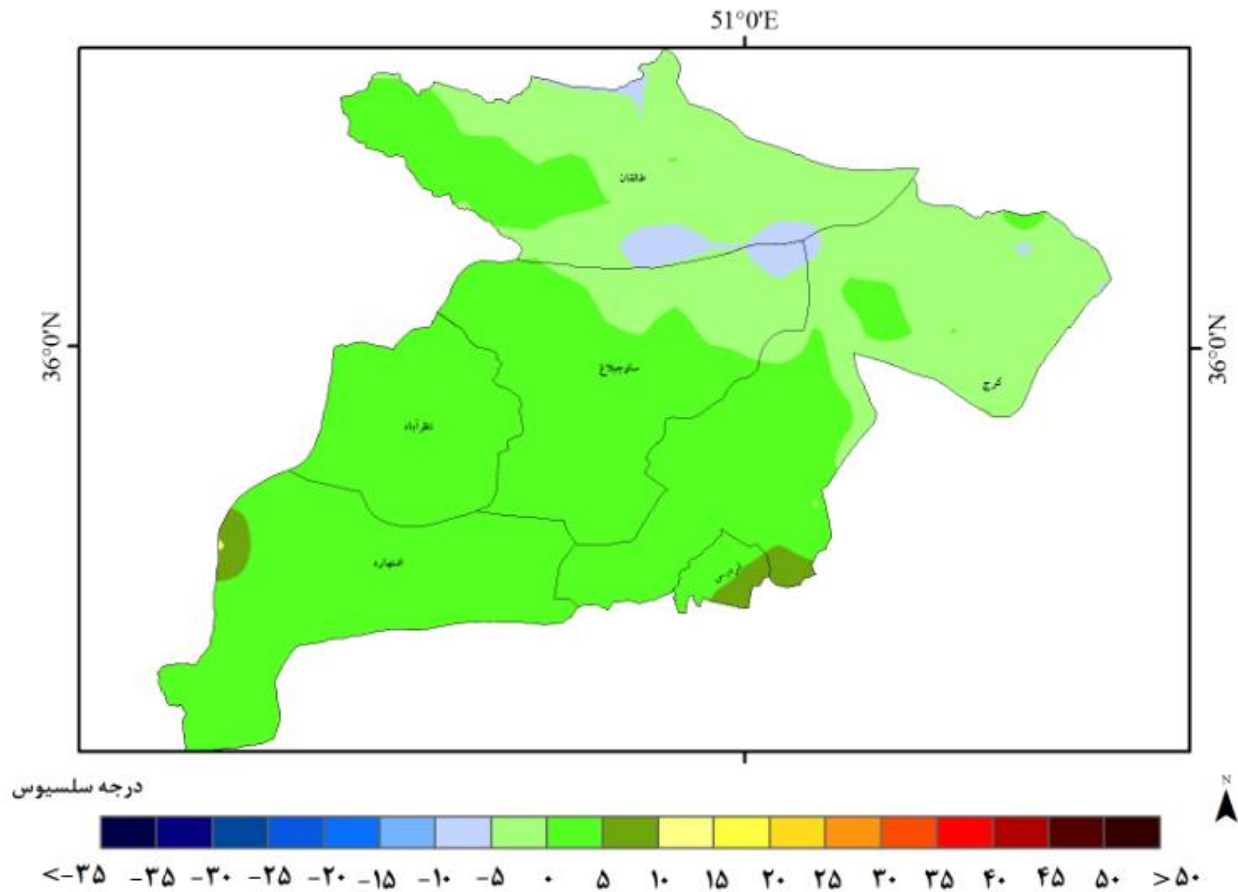 51°0'E
طالقان
36°0'N
36°0'N
ساوجبلاغ
کرج
نظرآباد
اشتهارد
فردیس
درجه سلسیوس
N
<-۳۵ -۳۵ -۳۰ -۲۵ -۲۰ -۱۵ -۱۰ -۵ ۰ ۵ ۱۰ ۱۵ ۲۰ ۲۵ ۳۰ ۳۵ ۴۰ ۴۵ ۵۰ >۵۰